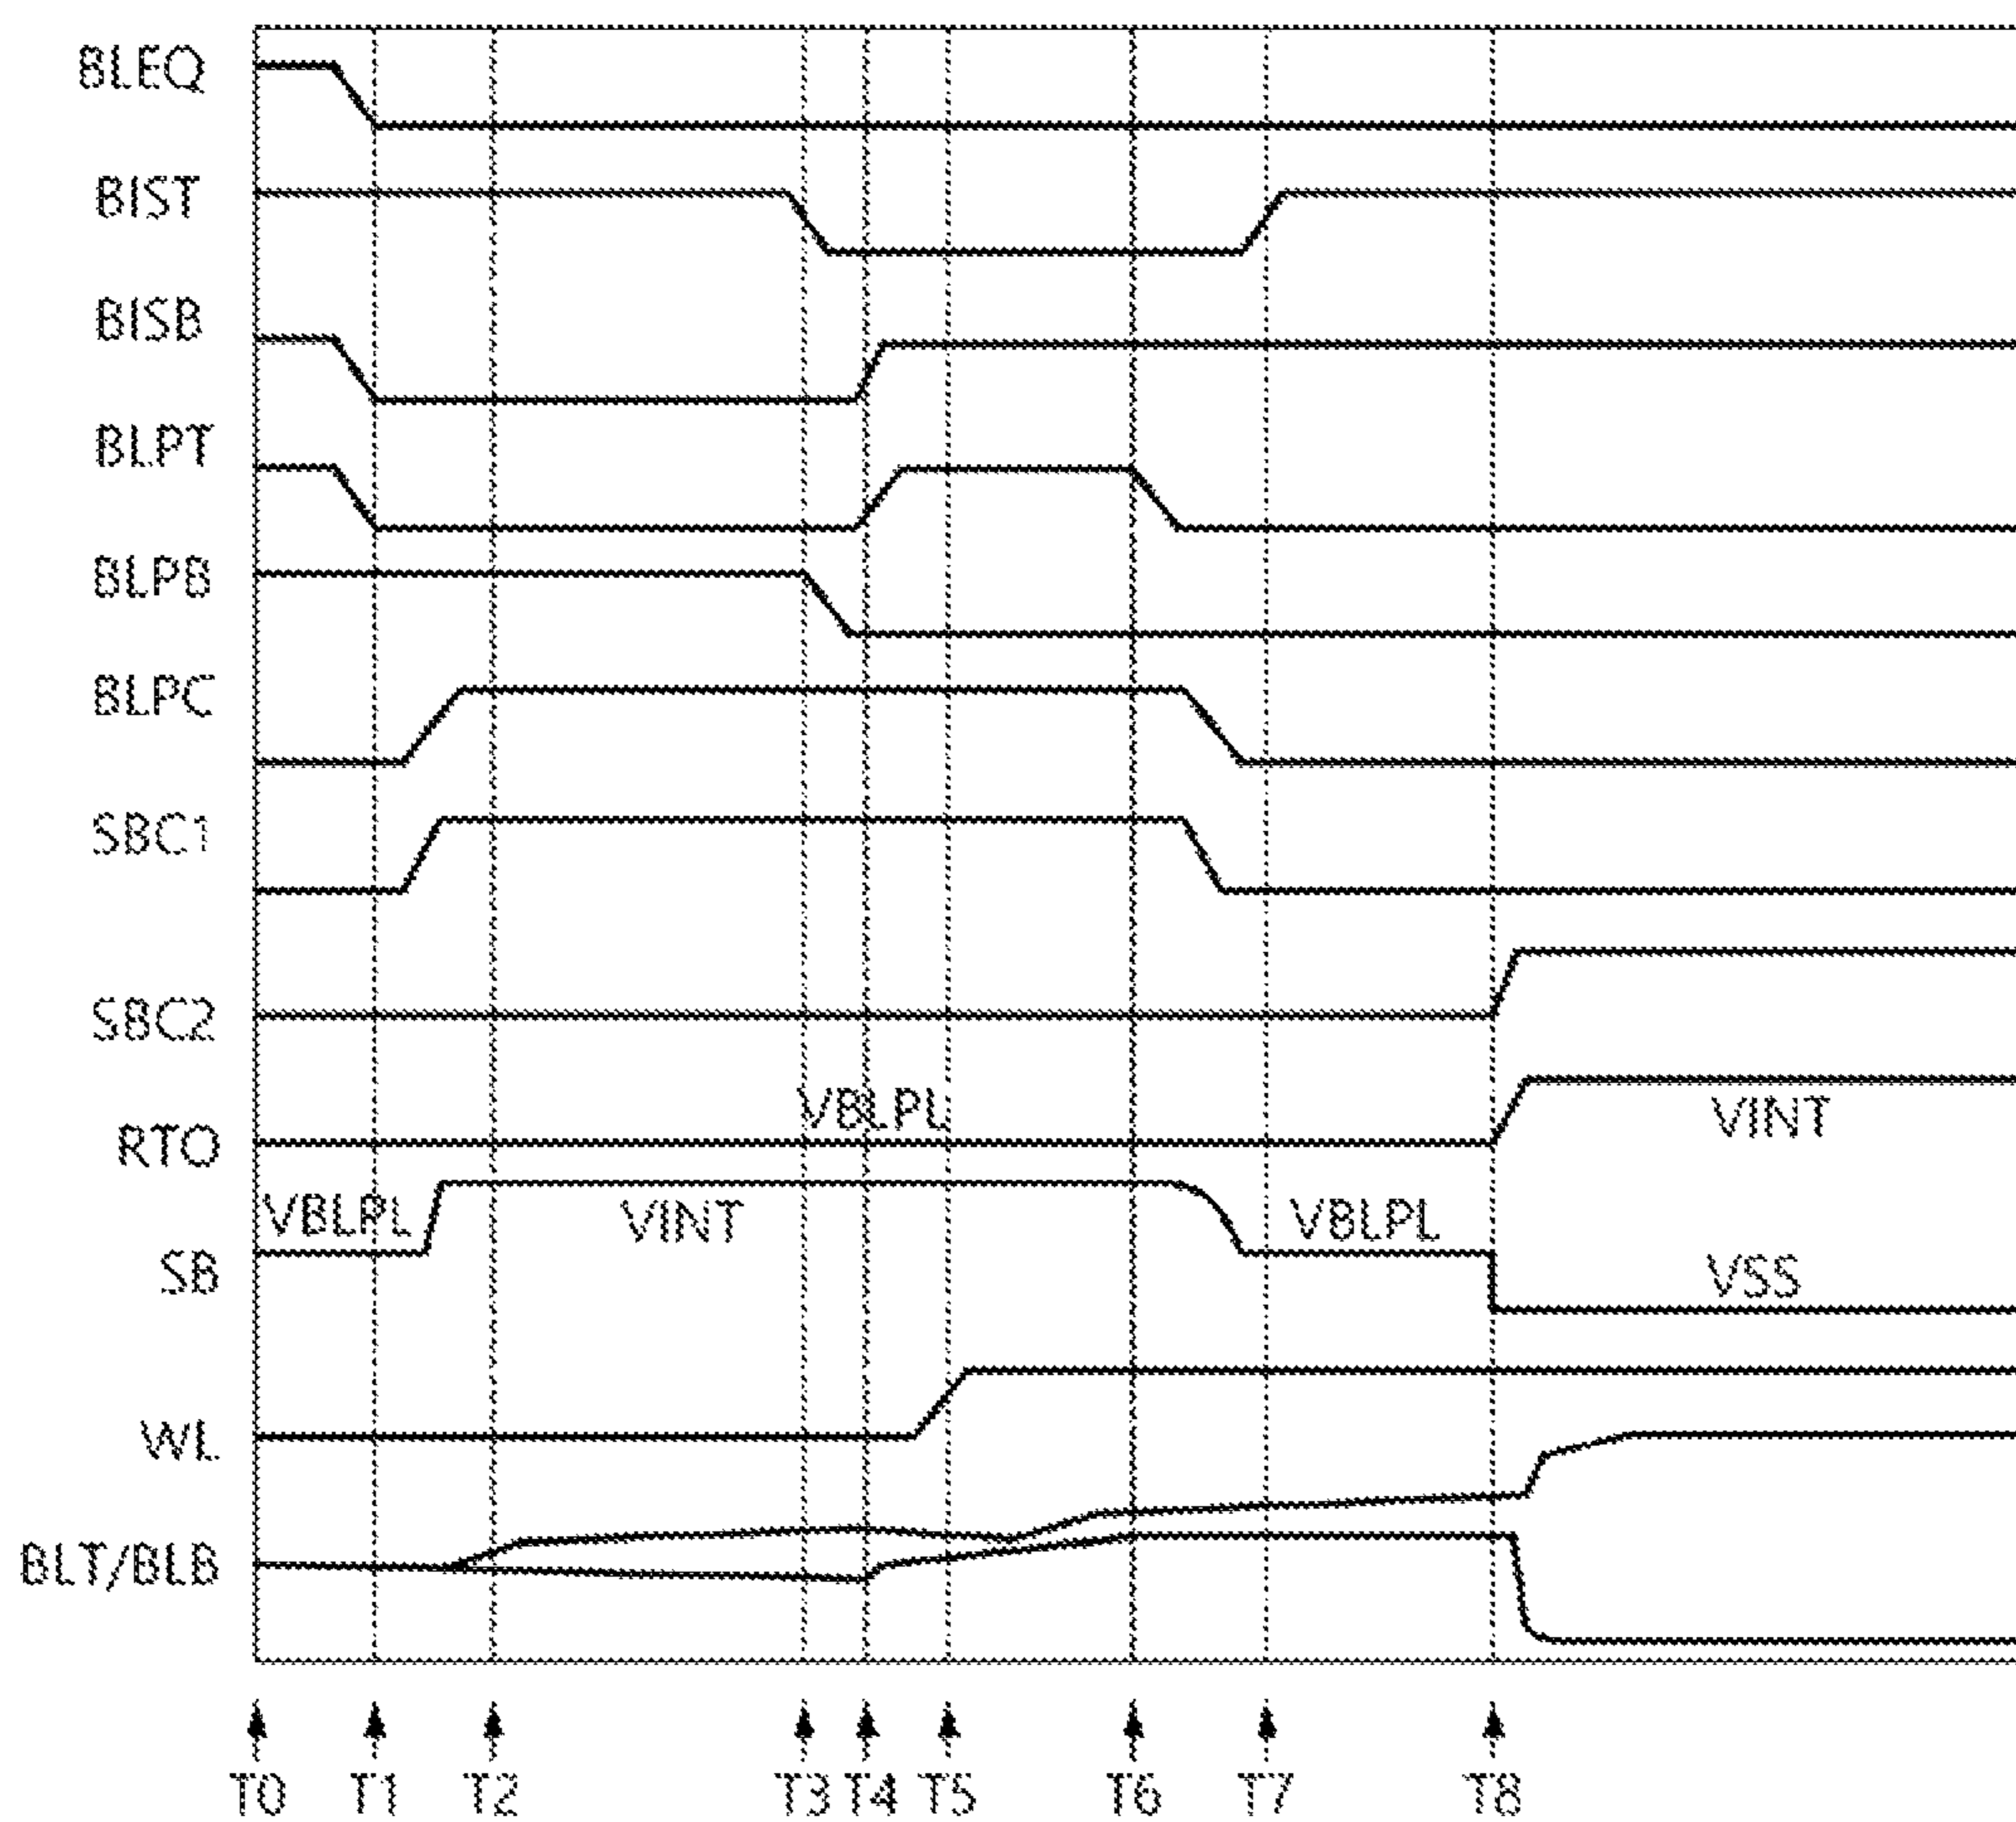 BLEQ
BIST
BISB
BLPT
BLPB
BLPC
SBC1
SBC2
VBLPL
RTO
VINT
VBLPL
VINT
VBLPL
SB
VSS
WL
BLT/BLB
T0 T1 T2 T3 T4 T5 T6 T7 T8